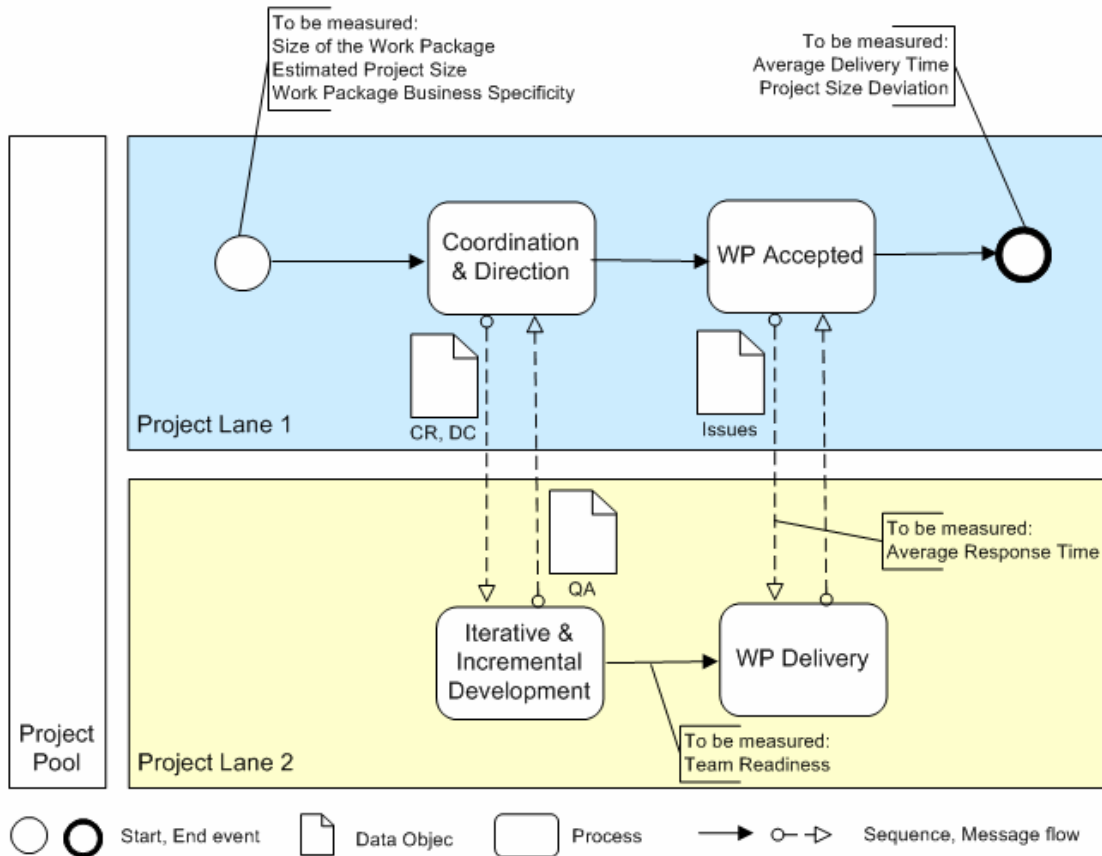 To be measured:
Size of the Work Package
Estimated Project Size
Work Package Business Specificity
To be measured:
Average Delivery Time
Project Size Deviation
Coordination
& Direction
WP Accepted
CR, DC
Issues
Project Lane 1
QA
To be measured:
Average Response Time
Iterative &
Incremental
Development
WP Delivery
To be measured:
Team Readiness
Project Lane 2
Project
Pool
Start, End event
Data Objec
Process
Sequence, Message flow